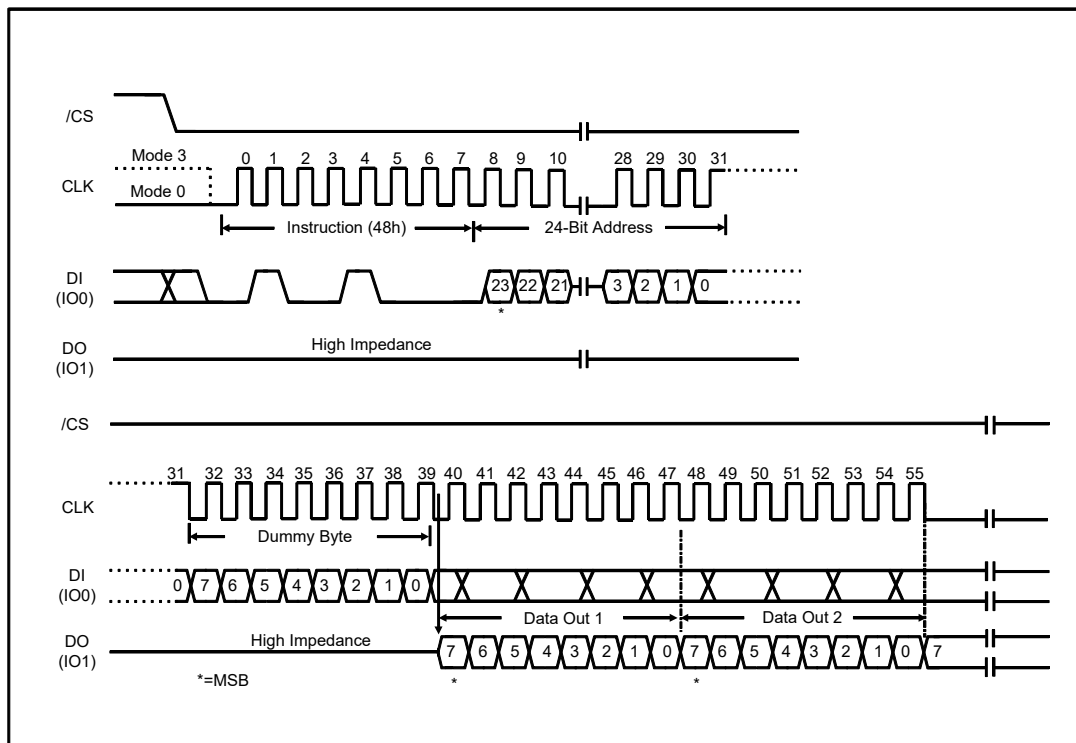 /CS
Mode 3 0 1 2 3 4 5 6 7 8 9 10 28 29 30 31
CLK
Mode 0
Instruction (48h) 24-Bit Address
DI
(IO0)
23 22 21 3 2 1 0
*
High Impedance
DO
(IO1)
/CS
31 32 33 34 35 36 37 38 39 40 41 42 43 44 45 46 47 48 49 50 51 52 53 54 55
CLK
Dummy Byte
DI
(IO0)
0 7 6 5 4 3 2 1 0
Data Out 1 Data Out 2
High Impedance
DO
(IO1)
7 6 5 4 3 2 1 0 7 6 5 4 3 2 1 0 7
*=MSB * *